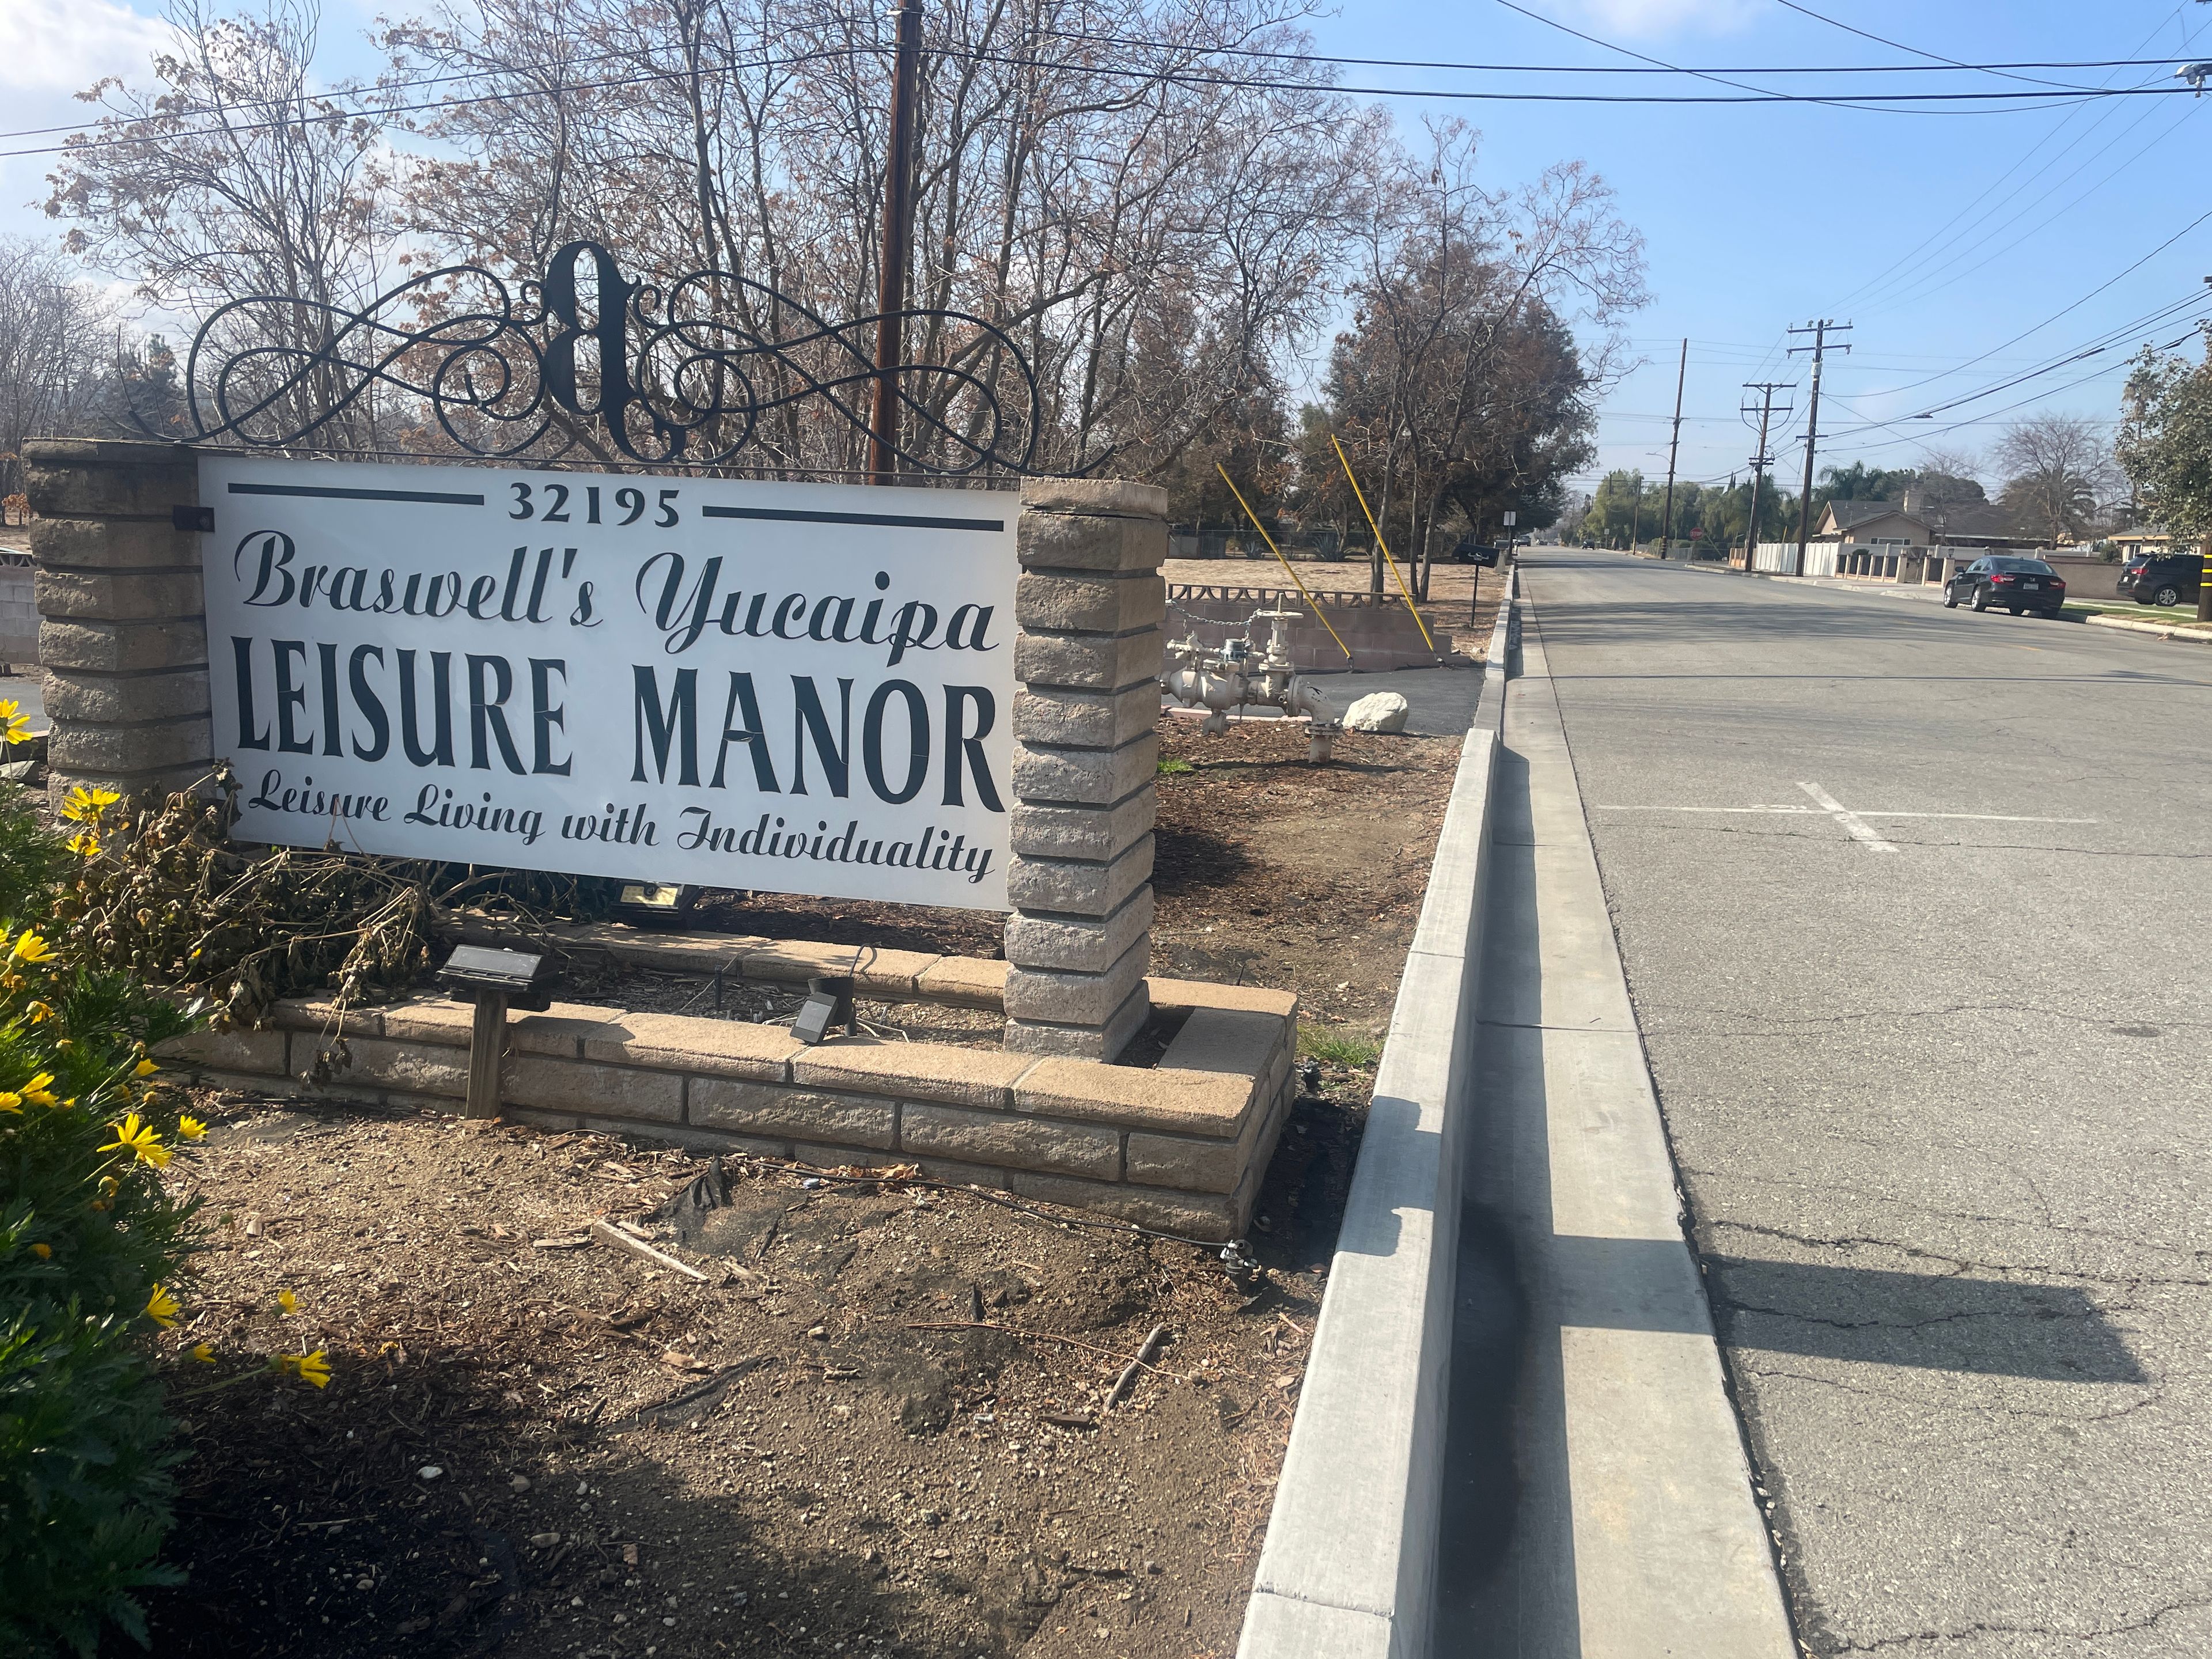 32195
Braswell's Yucaipa
LEISURE MANOR
Leisure Living with Individuality